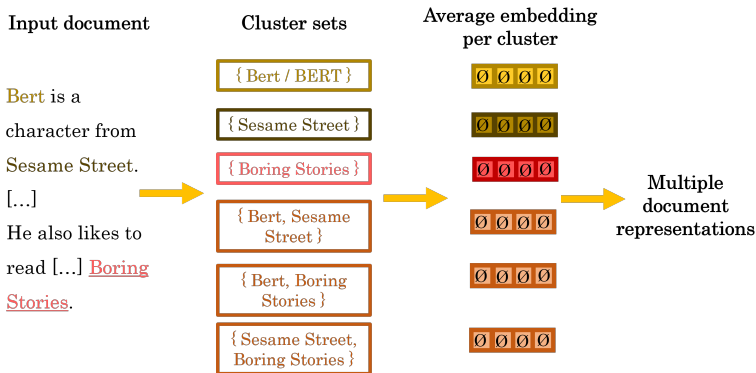 Input document
Cluster sets
Average embedding
per cluster
Bert is a
character from
Sesame Street.
[...]
He also likes to
read [...] Boring
Stories.
{ Bert / BERT }
{ Sesame Street }
{ Boring Stories }
{ Bert, Sesame
Street }
{ Bert, Boring
Stories }
{ Sesame Street,
Boring Stories }
Ø Ø Ø Ø
Ø Ø Ø Ø
Ø Ø Ø Ø
Ø Ø Ø Ø
Ø Ø Ø Ø
Ø Ø Ø Ø
Multiple
document
representations